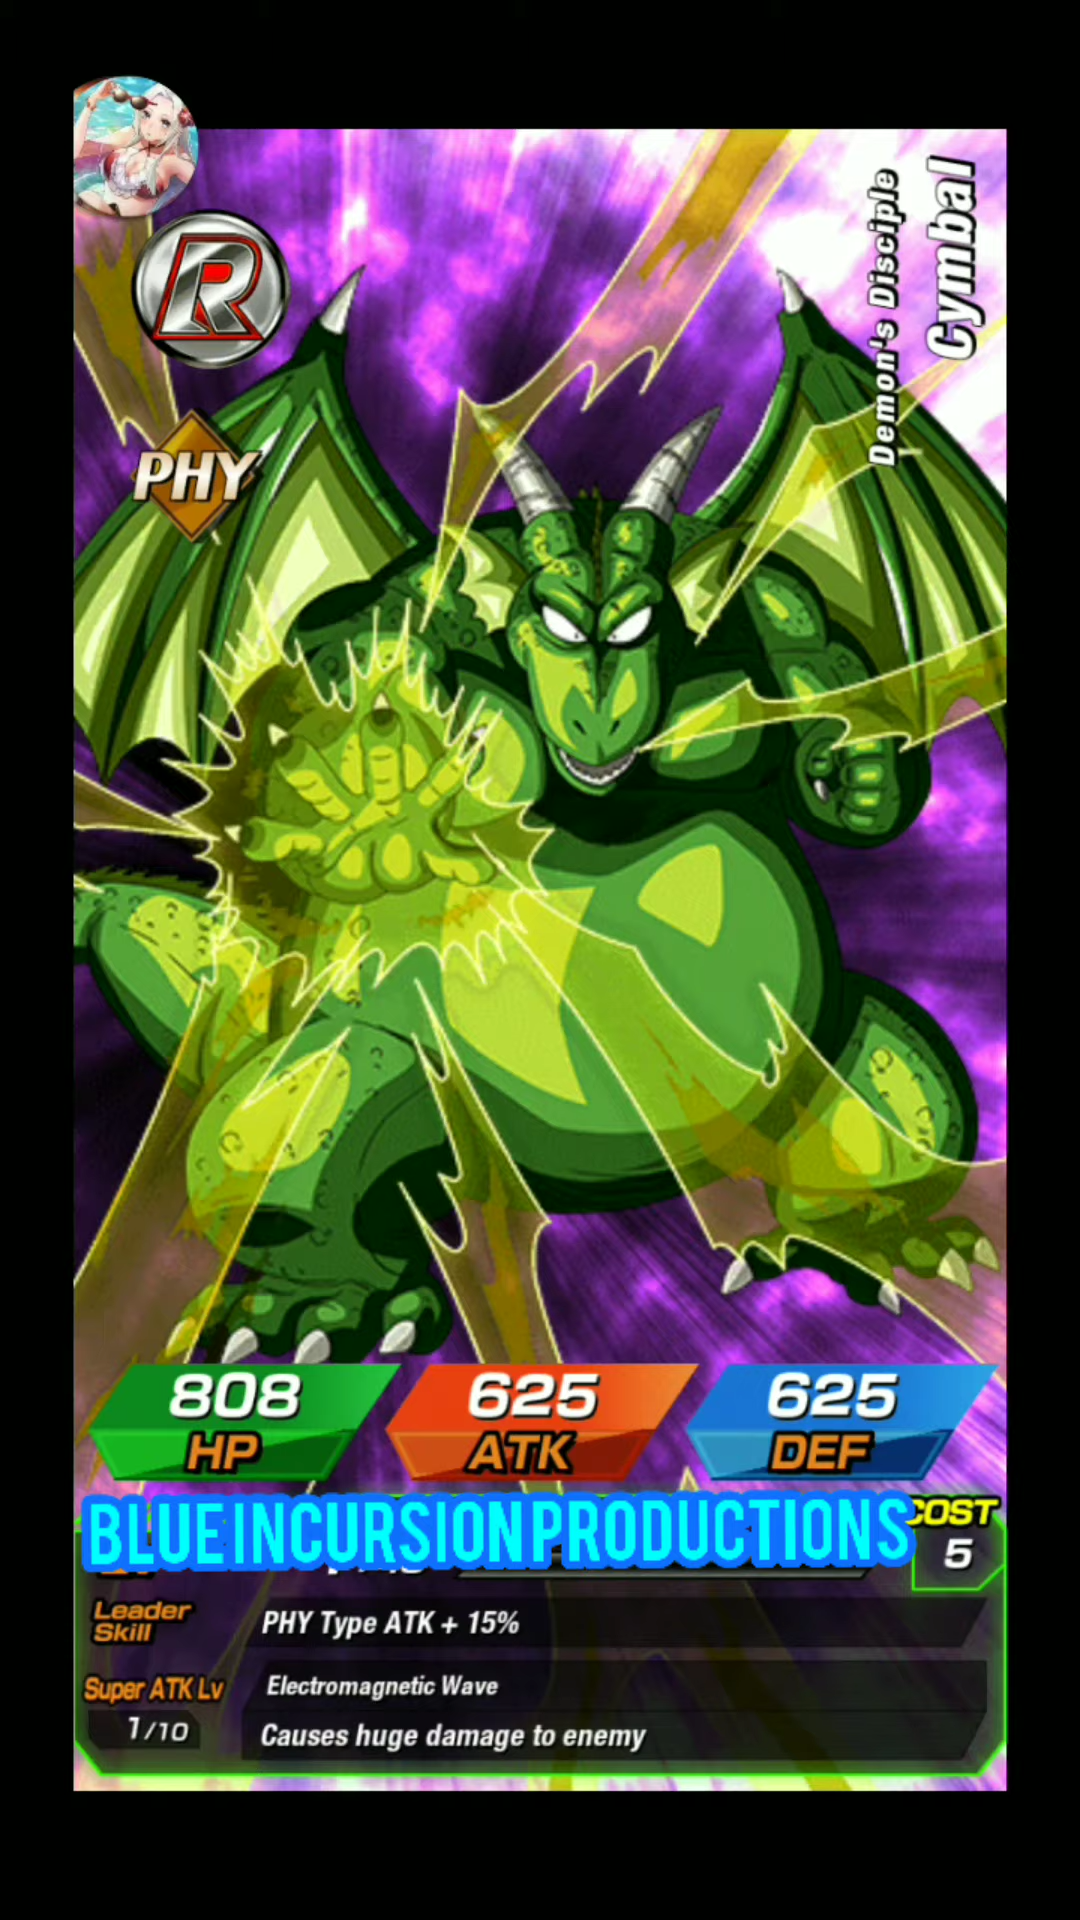 R
PHY
Demon's Disciple
Cymbal
808
HP
625
ATK
625
DEF
BLUE INCURSION PRODUCTIONS
COST
5
Leader
Skill
PHY Type ATK + 15%
Super ATK Lv
1/10
Electromagnetic Wave
Causes huge damage to enemy